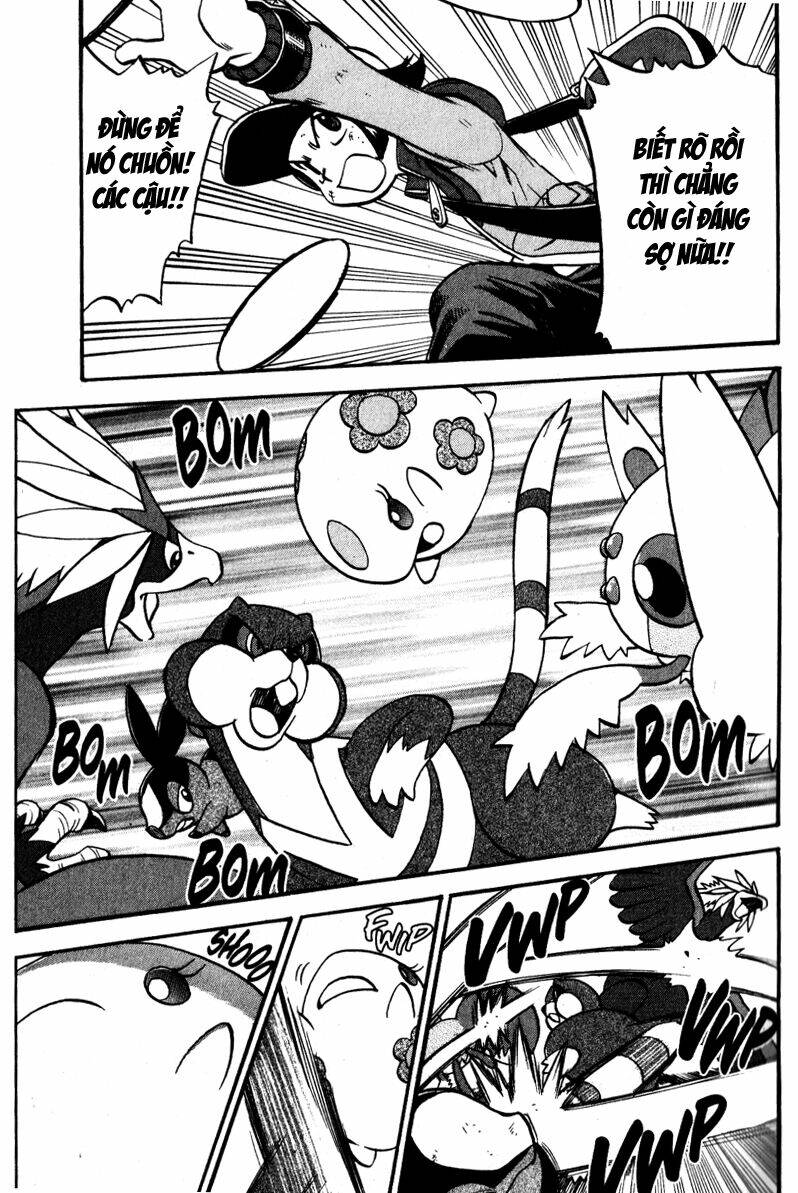 BIẾT RÕ RỒI
THÌ CHẲNG
CÒN GÌ ĐÁNG
SỢ NỮA!!
ĐỪNG ĐỂ
NÓ CHUỒN!
CÁC CẬU!!
BOM
BOM
BOM
BOM
VWP
VWP
VWP
FWIP
SHOOO